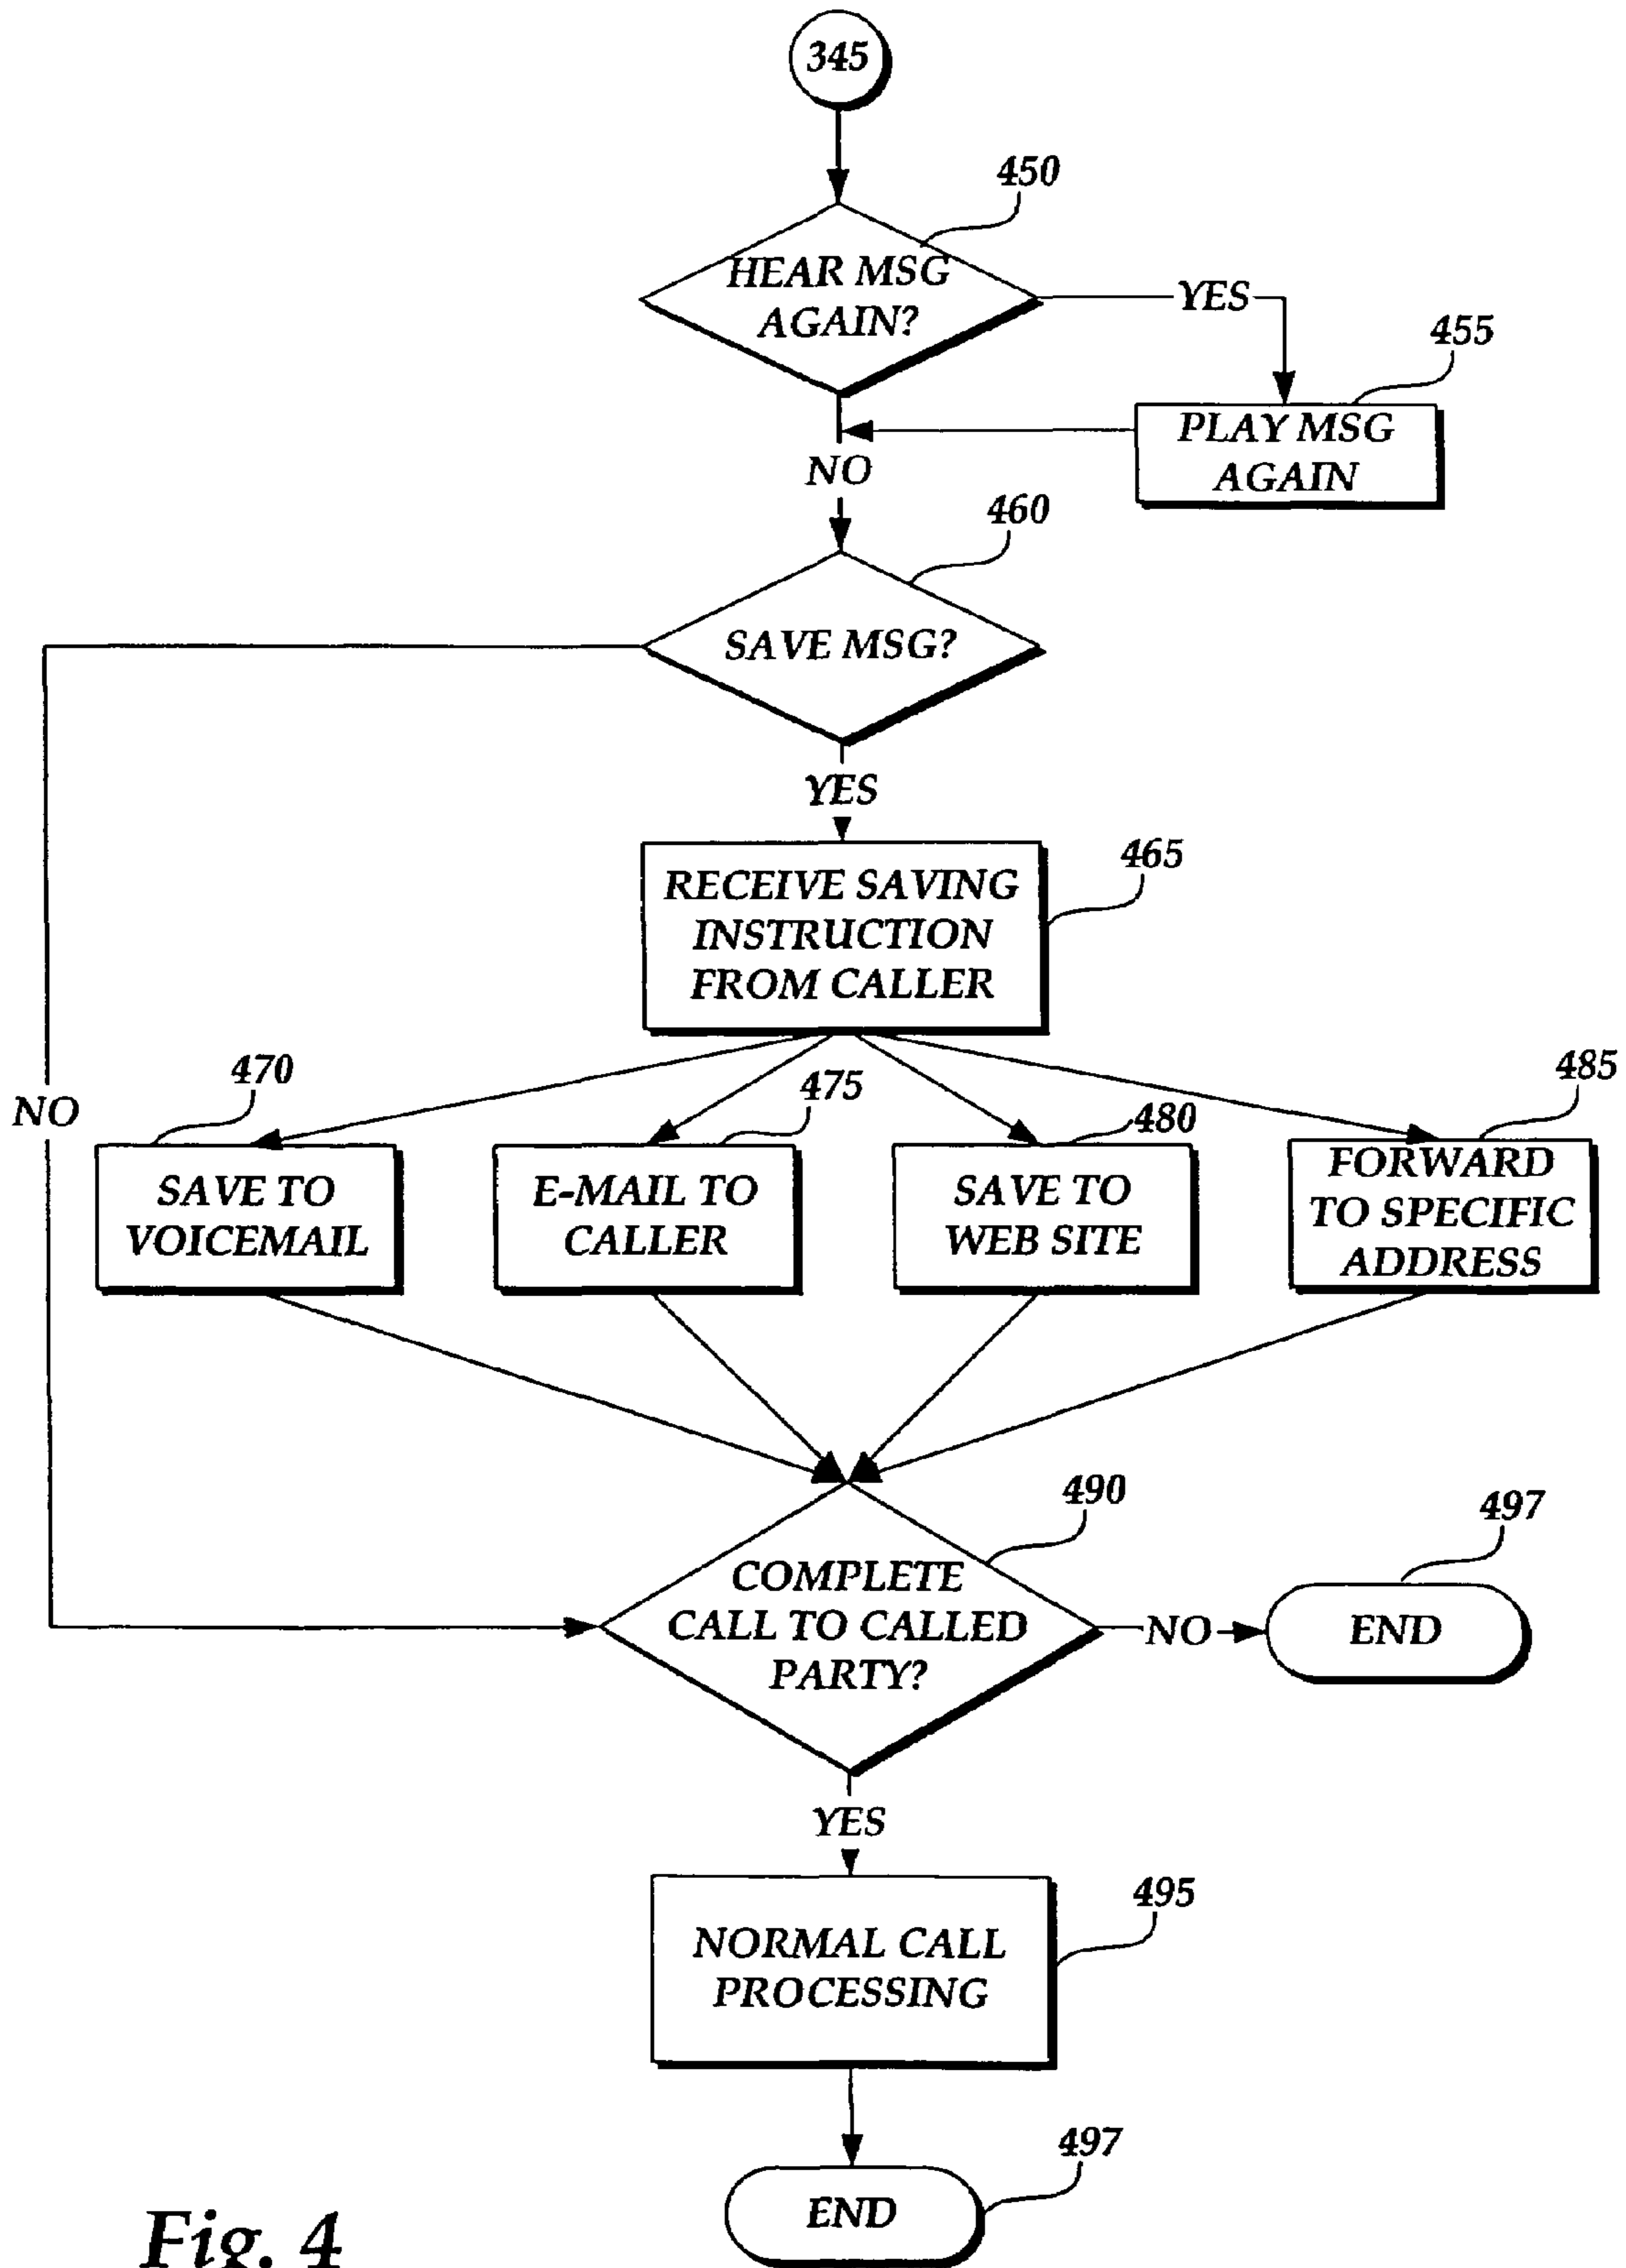 345
450
HEAR MSG
AGAIN?
YES
455
PLAY MSG
AGAIN
NO
460
SAVE MSG?
YES
465
RECEIVE SAVING
INSTRUCTION
FROM CALLER
NO
470
475
480
485
SAVE TO
VOICEMAIL
E-MAIL TO
CALLER
SAVE TO
WEB SITE
FORWARD
TO SPECIFIC
ADDRESS
490
COMPLETE
CALL TO CALLED
PARTY?
NO
497
END
YES
495
NORMAL CALL
PROCESSING
497
END
Fig. 4